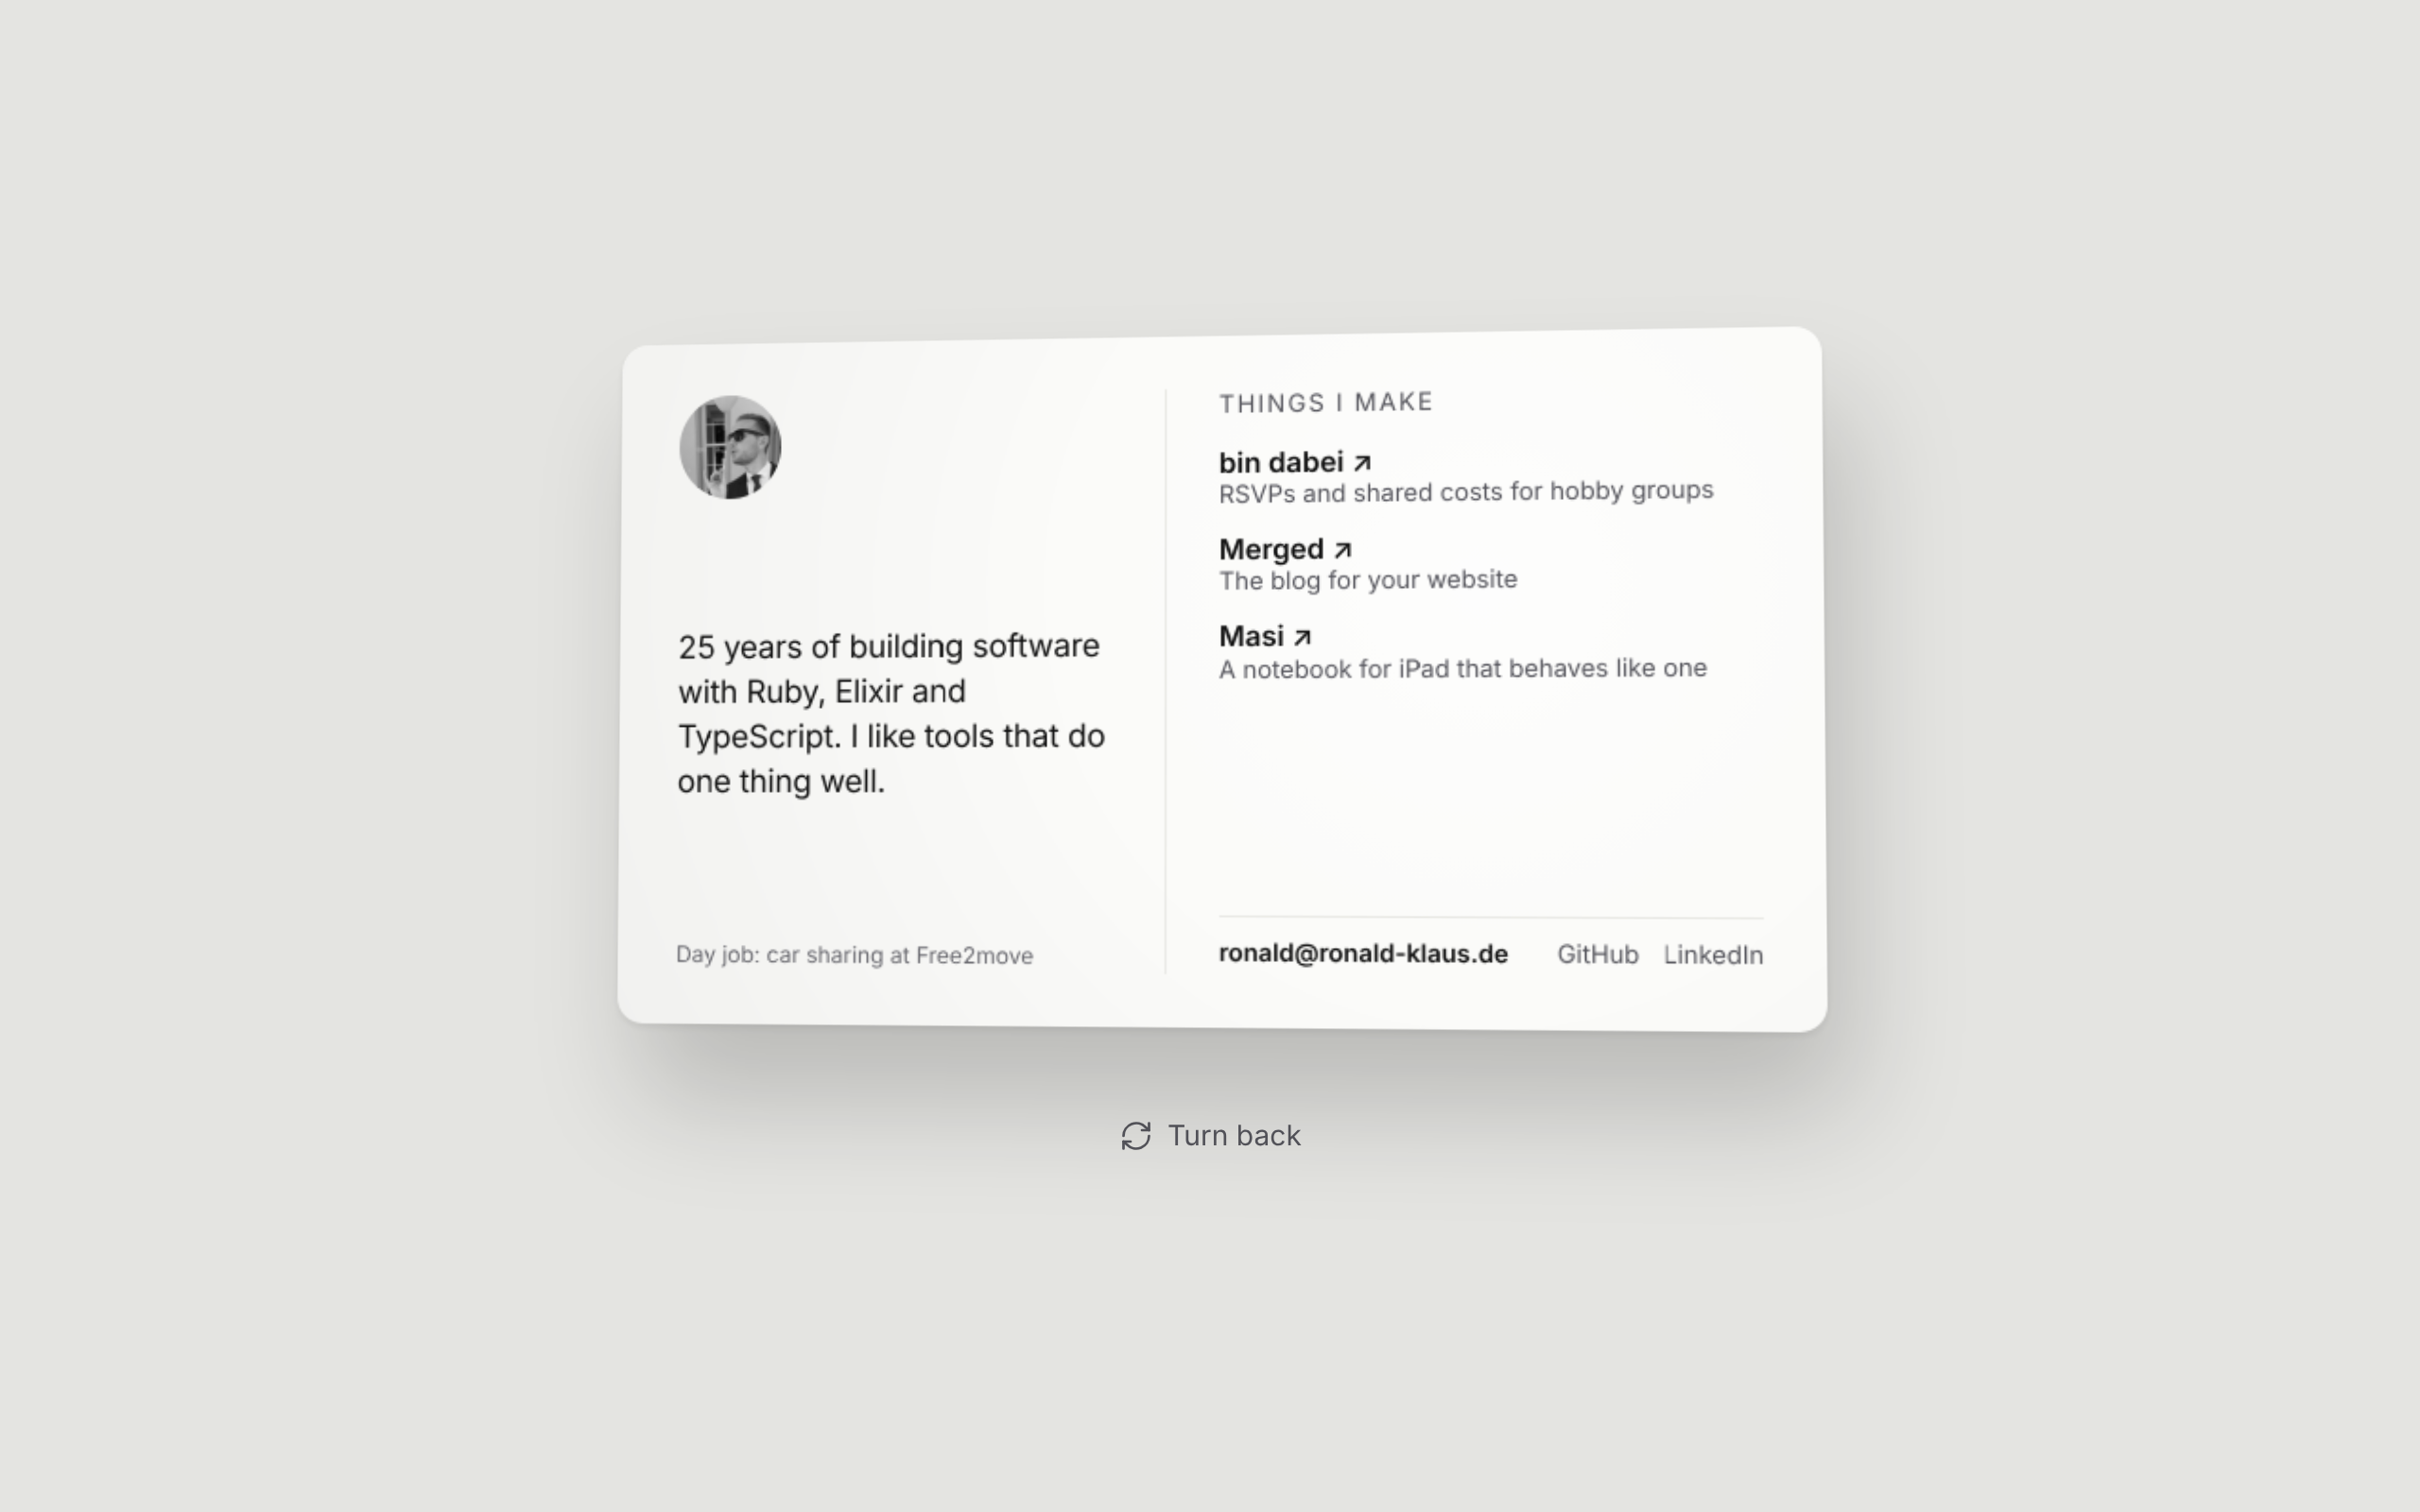 25 years of building software
with Ruby, Elixir and
TypeScript. I like tools that do
one thing well.
Day job: car sharing at Free2move
THINGS I MAKE
bin dabei ↗
RSVPs and shared costs for hobby groups
Merged ↗
The blog for your website
Masi ↗
A notebook for iPad that behaves like one
ronald@ronald-klaus.de GitHub LinkedIn
Turn back